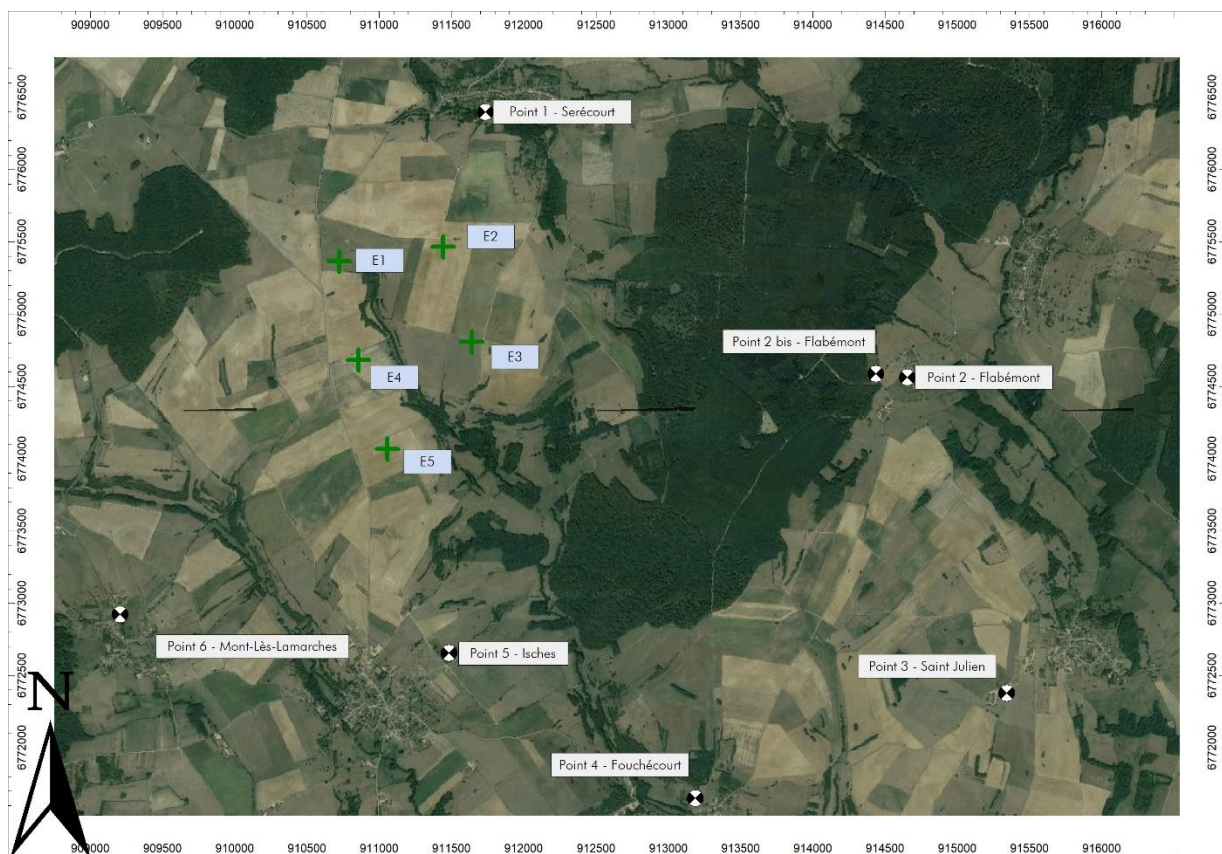 909000 909500 910000 910500 911000 911500 912000 912500 913000 913500 914000 914500 915000 915500 916000
6776500 6776000 6775500 6775000 6774500 6774000 6773500 6773000 6772500 6772000
6776500 6776000 6775500 6775000 6774500 6774000 6773500 6773000 6772500 6772000
Point 1 - Serécourt
E2
E1
Point 2 bis - Flabémont
E3
E4
Point 2 - Flabémont
E5
Point 6 - Mont-Lès-Lamarches
Point 5 - Isches
Point 3 - Saint Julien
N
Point 4 - Fouchécourt
909000 909500 910000 910500 911000 911500 912000 912500 913000 913500 914000 914500 915000 915500 916000